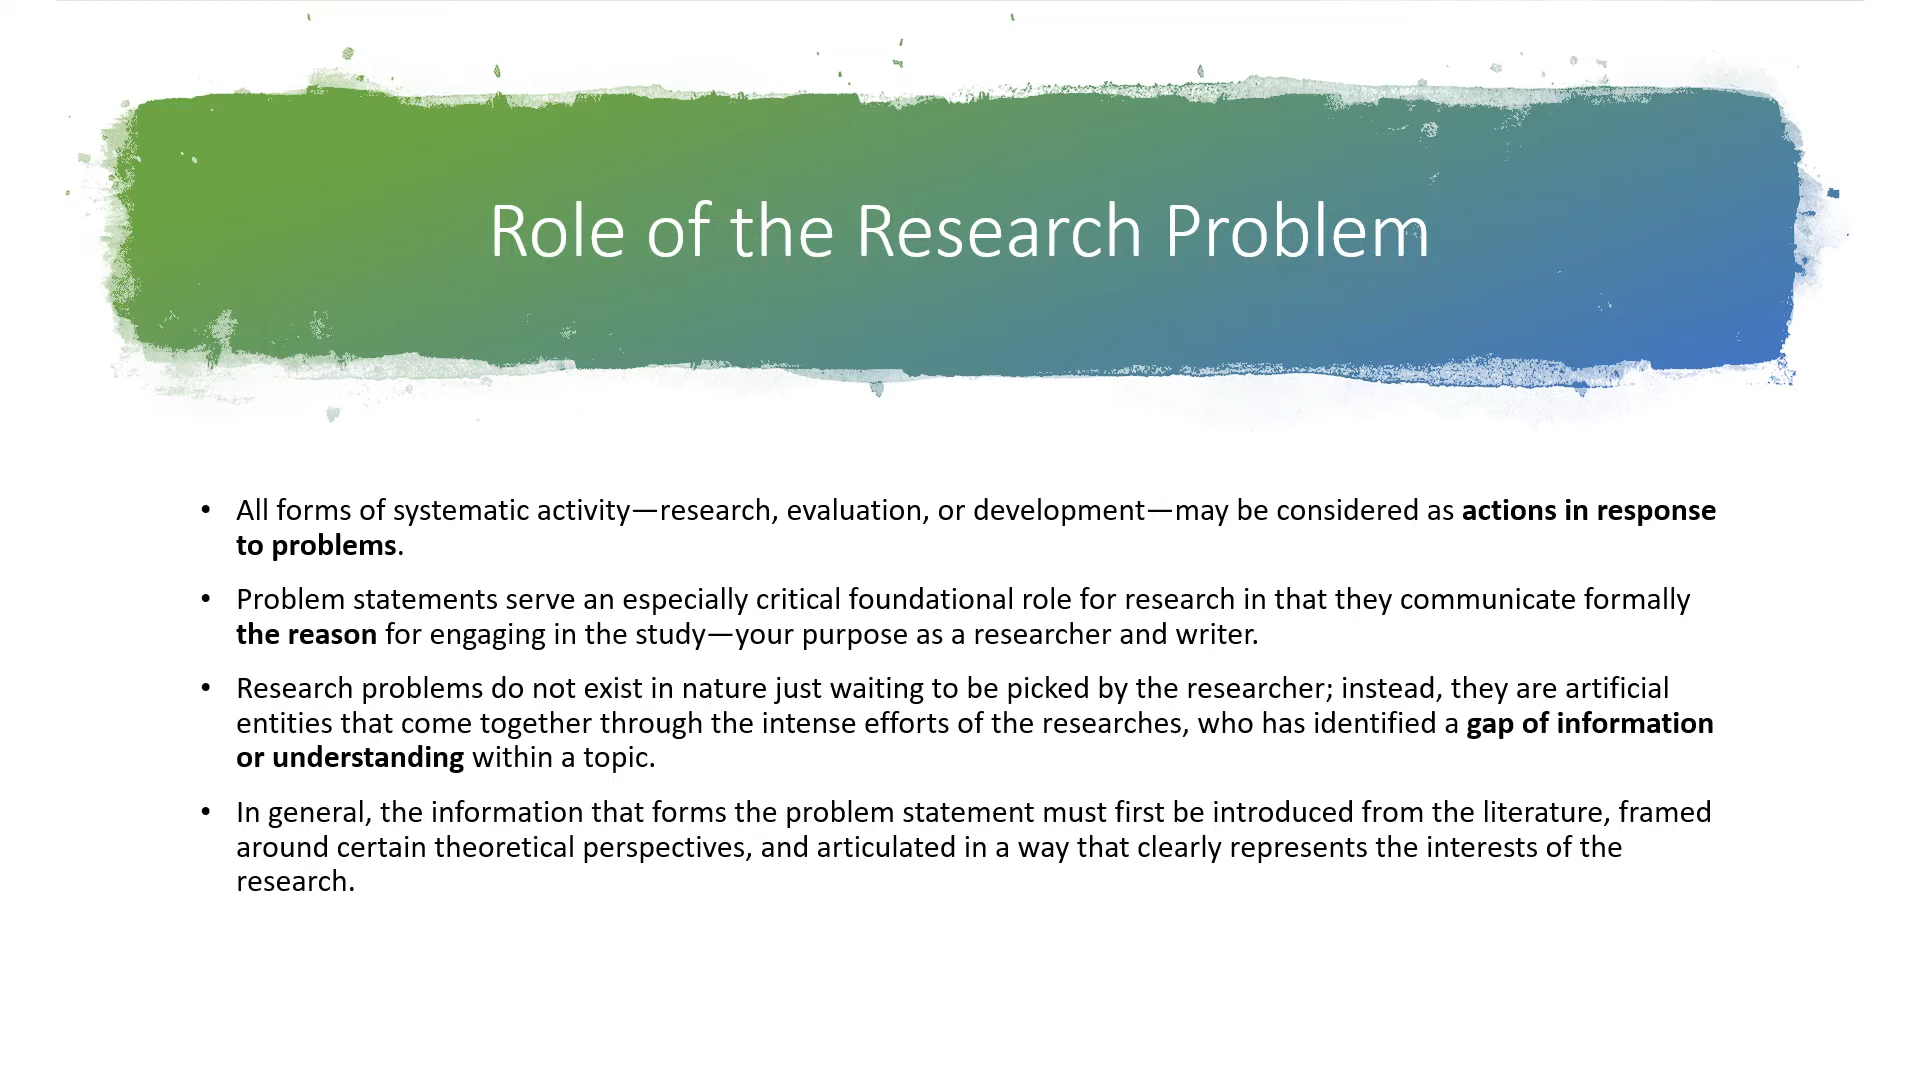 Role of the Research Problem
• All forms of systematic activity—research, evaluation, or development—may be considered as actions in response
to problems.
• Problem statements serve an especially critical foundational role for research in that they communicate formally
the reason for engaging in the study—your purpose as a researcher and writer.
• Research problems do not exist in nature just waiting to be picked by the researcher; instead, they are artificial
entities that come together through the intense efforts of the researches, who has identified a gap of information
or understanding within a topic.
• In general, the information that forms the problem statement must first be introduced from the literature, framed
around certain theoretical perspectives, and articulated in a way that clearly represents the interests of the
research.